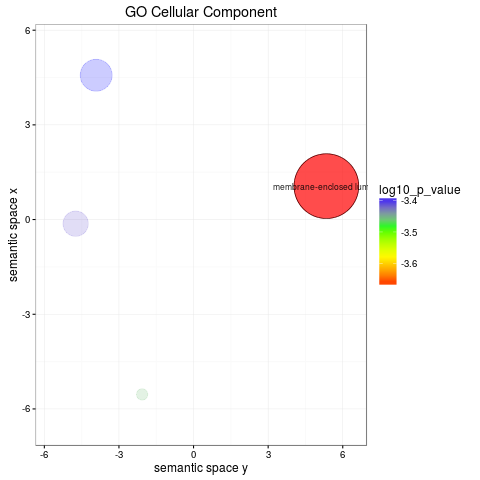 GO Cellular Component
6
3
0
-3
-6
semantic space x
membrane-enclosed lum
log10_p_value
-3.4
-3.5
-3.6
-6 -3 0 3 6
semantic space y